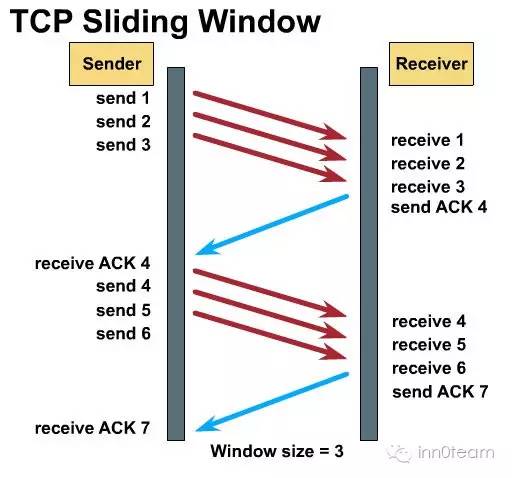 TCP Sliding Window
Sender
Receiver
send 1
send 2
send 3
receive 1
receive 2
receive 3
send ACK 4
receive ACK 4
send 4
send 5
send 6
receive 4
receive 5
receive 6
send ACK 7
receive ACK 7
Window size = 3
inn0team